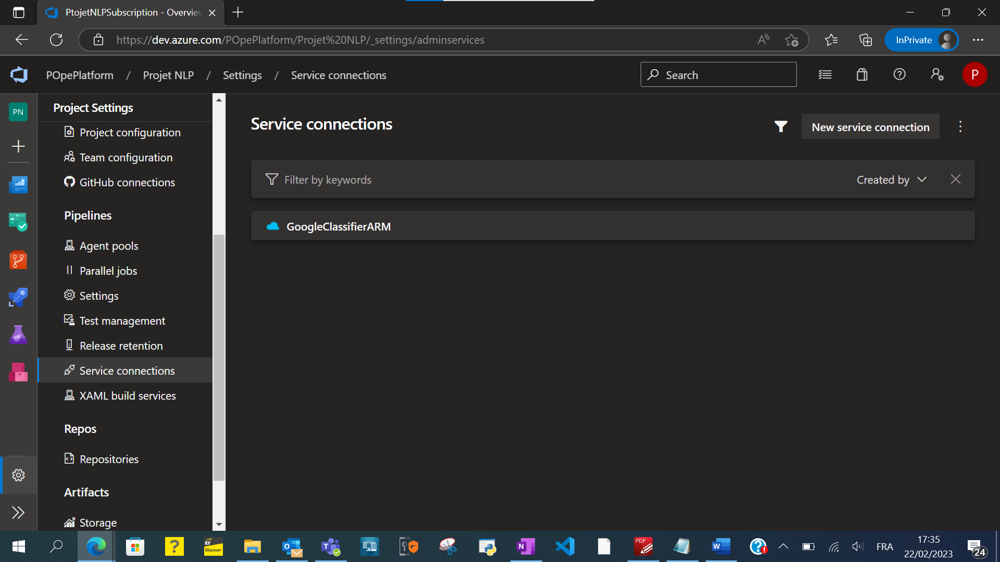 PtojetNLPSubscription - Overview
https://dev.azure.com/POpePlatform/Projet%20NLP/_settings/adminservices
InPrivate
POpePlatform / Projet NLP / Settings / Service connections
Search
P
PN
Project Settings
Project configuration
Team configuration
GitHub connections
Pipelines
Agent pools
Parallel jobs
Settings
Test management
Release retention
Service connections
XAML build services
Repos
Repositories
Artifacts
Storage
Service connections
New service connection
Filter by keywords
Created by
GoogleClassifierARM
EY
Discover
PDF
FRA
17:35
22/02/2023
24